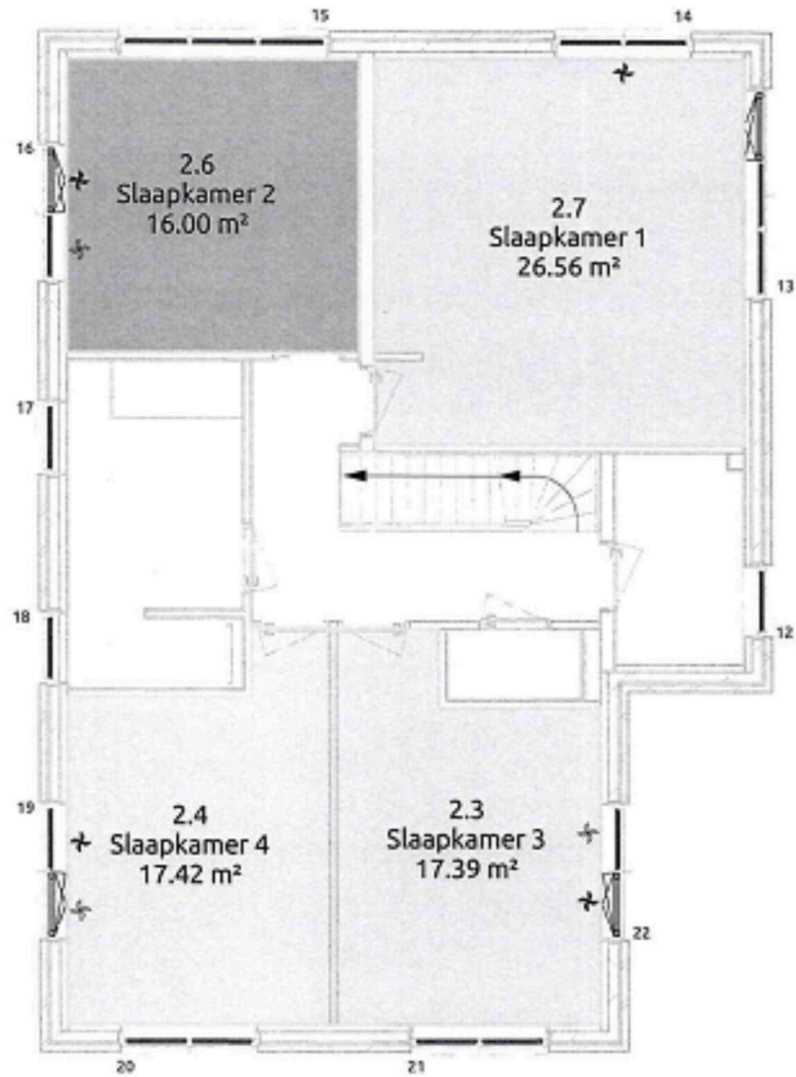 15
14
16
2.6
Slaapkamer 2
16.00 m²
2.7
Slaapkamer 1
26.56 m²
13
17
18
12
19
2.4
Slaapkamer 4
17.42 m²
2.3
Slaapkamer 3
17.39 m²
22
20
21